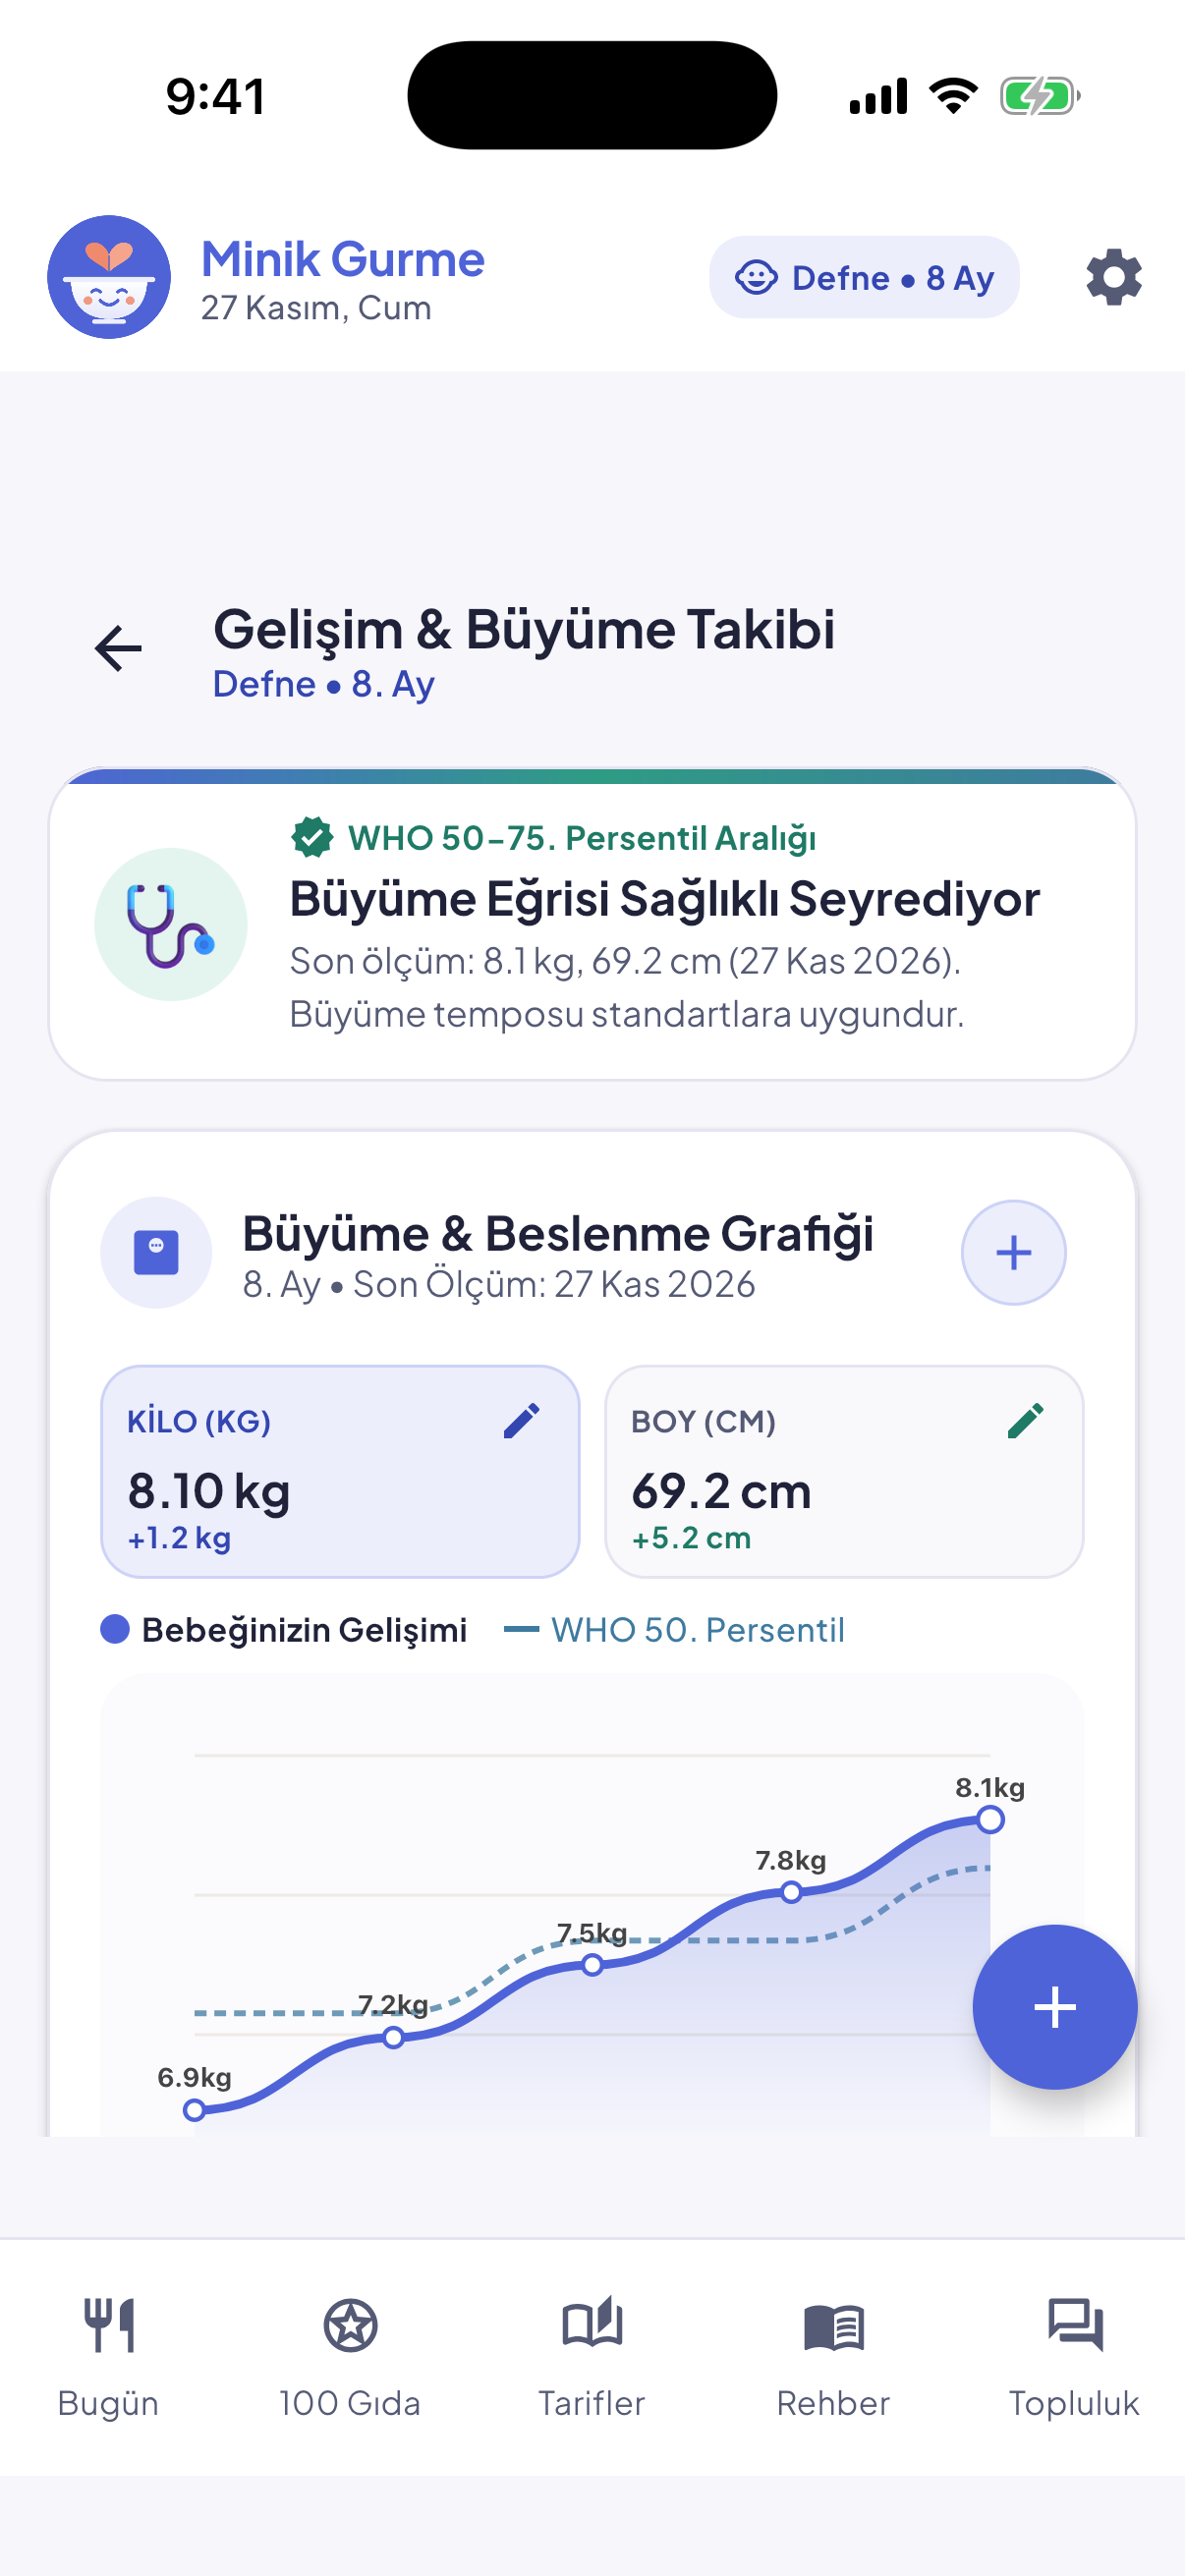 9:41
Minik Gurme
27 Kasım, Cum
Defne • 8 Ay
Gelişim & Büyüme Takibi
Defne • 8. Ay
WHO 50–75. Persentil Aralığı
Büyüme Eğrisi Sağlıklı Seyrediyor
Son ölçüm: 8.1 kg, 69.2 cm (27 Kas 2026).
Büyüme temposu standartlara uygundur.
Büyüme & Beslenme Grafiği
8. Ay • Son Ölçüm: 27 Kas 2026
KİLO (KG)
8.10 kg
+1.2 kg
BOY (CM)
69.2 cm
+5.2 cm
Bebeğinizin Gelişimi
WHO 50. Persentil
8.1kg
7.8kg
7.5kg
7.2kg
6.9kg
Bugün
100 Gıda
Tarifler
Rehber
Topluluk